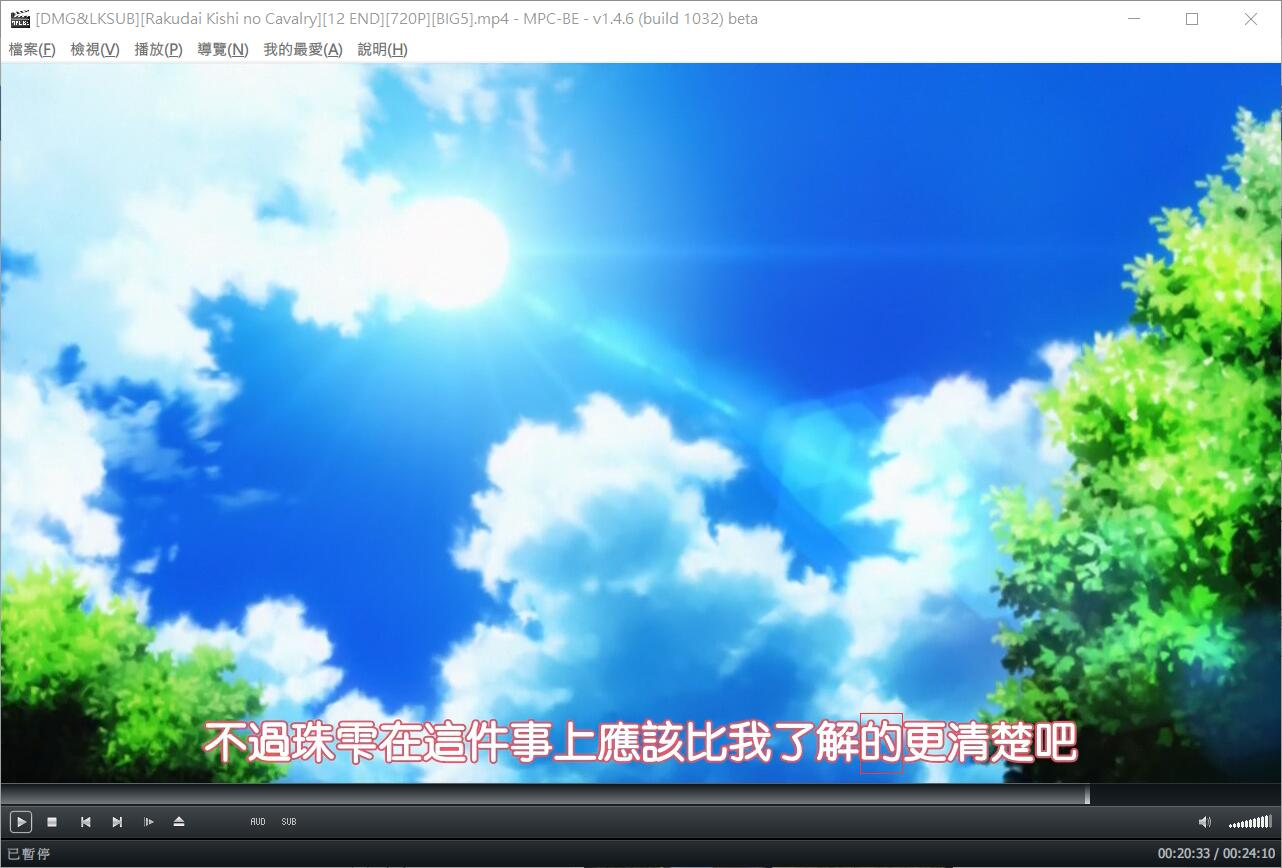 [DMG&LKSUB][Rakudai Kishi no Cavalry][12 END][720P][BIG5].mp4 - MPC-BE - v1.4.6 (build 1032) beta
檔案(F) 檢視(V) 播放(P) 導覽(N) 我的最愛(A) 說明(H)
不過珠雫在這件事上應該比我了解的更清楚吧
AUD SUB
已暫停 00:20:33 / 00:24:10